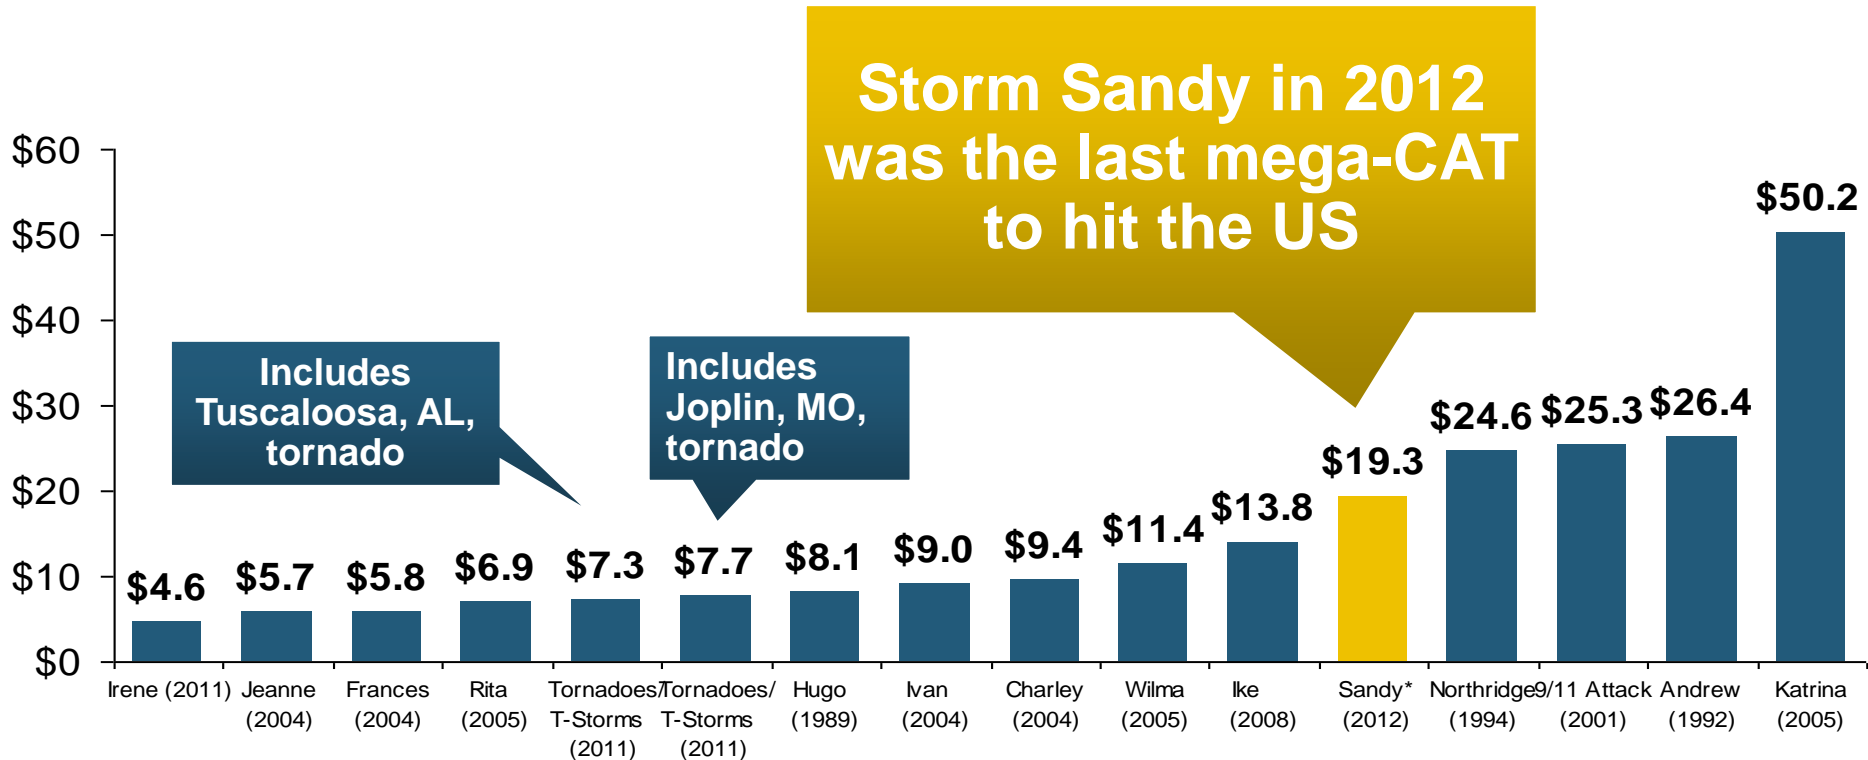 Storm Sandy in 2012
was the last mega-CAT
to hit the US
$60
$50
$40
$30
$20
$10
$0
Includes
Tuscaloosa, AL,
tornado
Includes
Joplin, MO,
tornado
$4.6
$5.7
$5.8
$6.9
$7.3
$7.7
$8.1
$9.0
$9.4
$11.4
$13.8
$19.3
$24.6
$25.3
$26.4
$50.2
Irene (2011)
Jeanne
(2004)
Frances
(2004)
Rita
(2005)
Tornadoes/
T-Storms
(2011)
Tornadoes/
T-Storms
(2011)
Hugo
(1989)
Ivan
(2004)
Charley
(2004)
Wilma
(2005)
Ike
(2008)
Sandy*
(2012)
Northridge
(1994)
9/11 Attack
(2001)
Andrew
(1992)
Katrina
(2005)